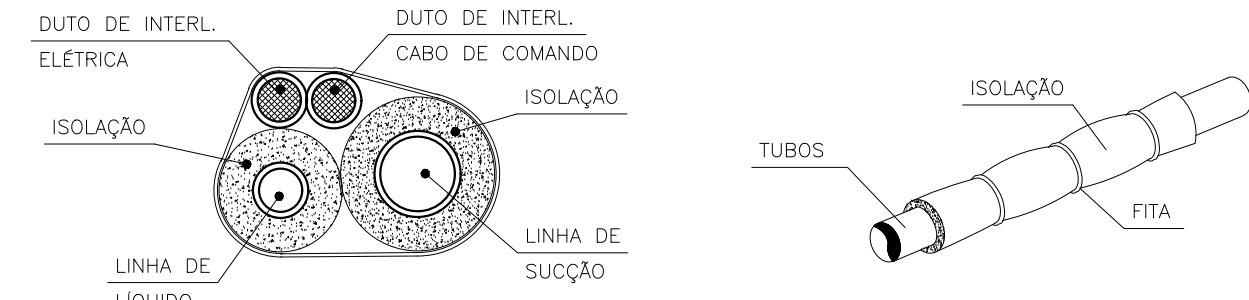 DUTO DE INTERL.
ELÉTRICA
DUTO DE INTERL.
CABO DE COMANDO
ISOLAÇÃO
ISOLAÇÃO
LINHA DE
LÍQUIDO
LINHA DE
SUCÇÃO
ISOLAÇÃO
TUBOS
FITA